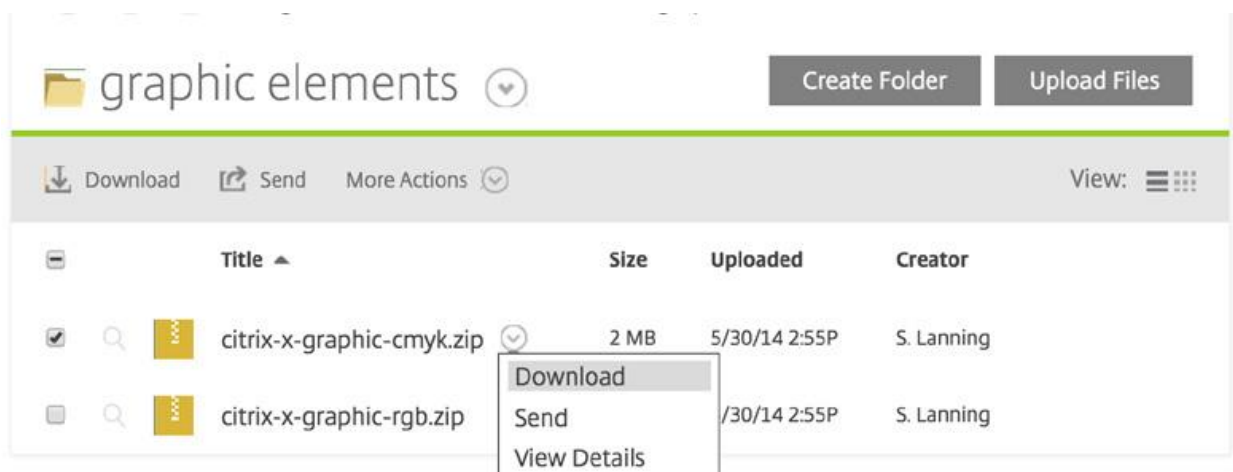 graphic elements
Create Folder
Upload Files
Download
Send
More Actions
View:
Title
Size
Uploaded
Creator
citrix-x-graphic-cmyk.zip
2 MB
5/30/14 2:55P
S. Lanning
Download
Send
View Details
citrix-x-graphic-rgb.zip
/30/14 2:55P
S. Lanning